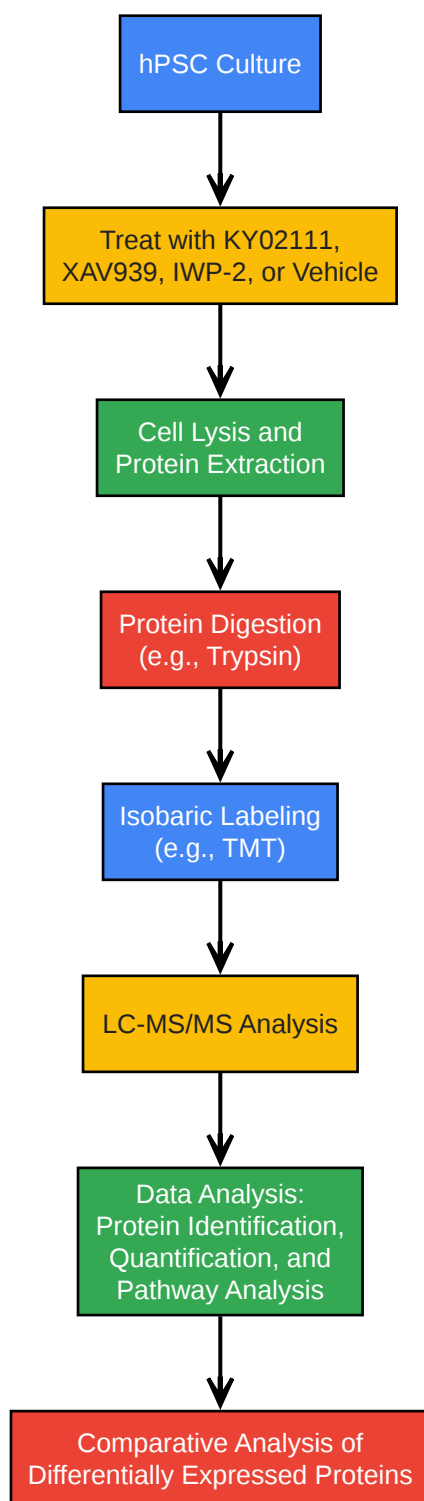 hPSC Culture
Treat with KY02111,
XAV939, IWP-2, or Vehicle
Cell Lysis and
Protein Extraction
Protein Digestion
(e.g., Trypsin)
Isobaric Labeling
(e.g., TMT)
LC-MS/MS Analysis
Data Analysis:
Protein Identification,
Quantification, and
Pathway Analysis
Comparative Analysis of
Differentially Expressed Proteins